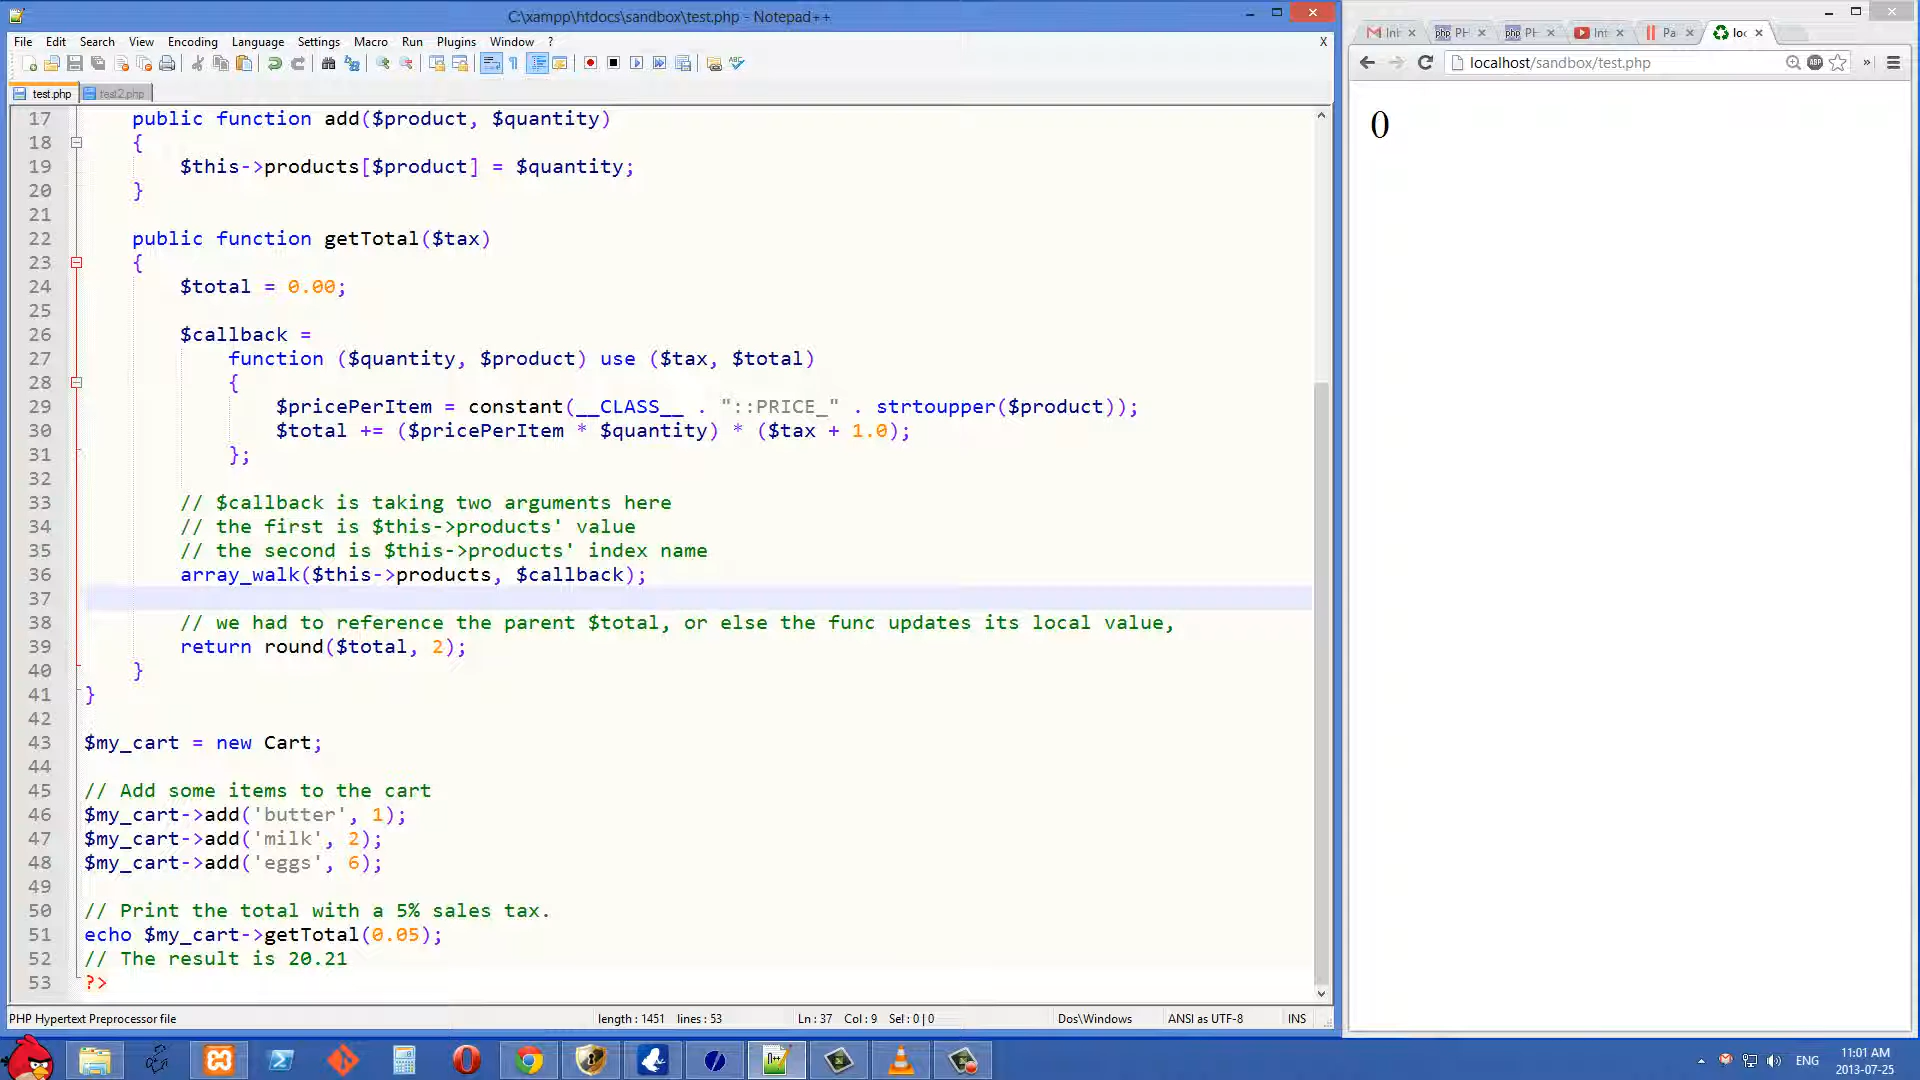 C:\xampp\htdocs\sandbox\test.php - Notepad++
File Edit Search View Encoding Language Settings Macro Run Plugins Window ? X
test.php test2.php
17 public function add($product, $quantity)
18 {
19 $this->products[$product] = $quantity;
20 }
21
22 public function getTotal($tax)
23 {
24 $total = 0.00;
25
26 $callback =
27 function ($quantity, $product) use ($tax, $total)
28 {
29 $pricePerItem = constant(__CLASS__ . "::PRICE_" . strtoupper($product));
30 $total += ($pricePerItem * $quantity) * ($tax + 1.0);
31 };
32
33 // $callback is taking two arguments here
34 // the first is $this->products' value
35 // the second is $this->products' index name
36 array_walk($this->products, $callback);
37
38 // we had to reference the parent $total, or else the func updates its local value,
39 return round($total, 2);
40 }
41 }
42
43 $my_cart = new Cart;
44
45 // Add some items to the cart
46 $my_cart->add('butter', 1);
47 $my_cart->add('milk', 2);
48 $my_cart->add('eggs', 6);
49
50 // Print the total with a 5% sales tax.
51 echo $my_cart->getTotal(0.05);
52 // The result is 20.21
53 ?>
PHP Hypertext Preprocessor file length : 1451 lines : 53 Ln : 37 Col : 9 Sel : 0 | 0 Dos\Windows ANSI as UTF-8 INS
Int PH PH Int Pa loc
localhost/sandbox/test.php ABP »
0
ENG 11:01 AM
2013-07-25